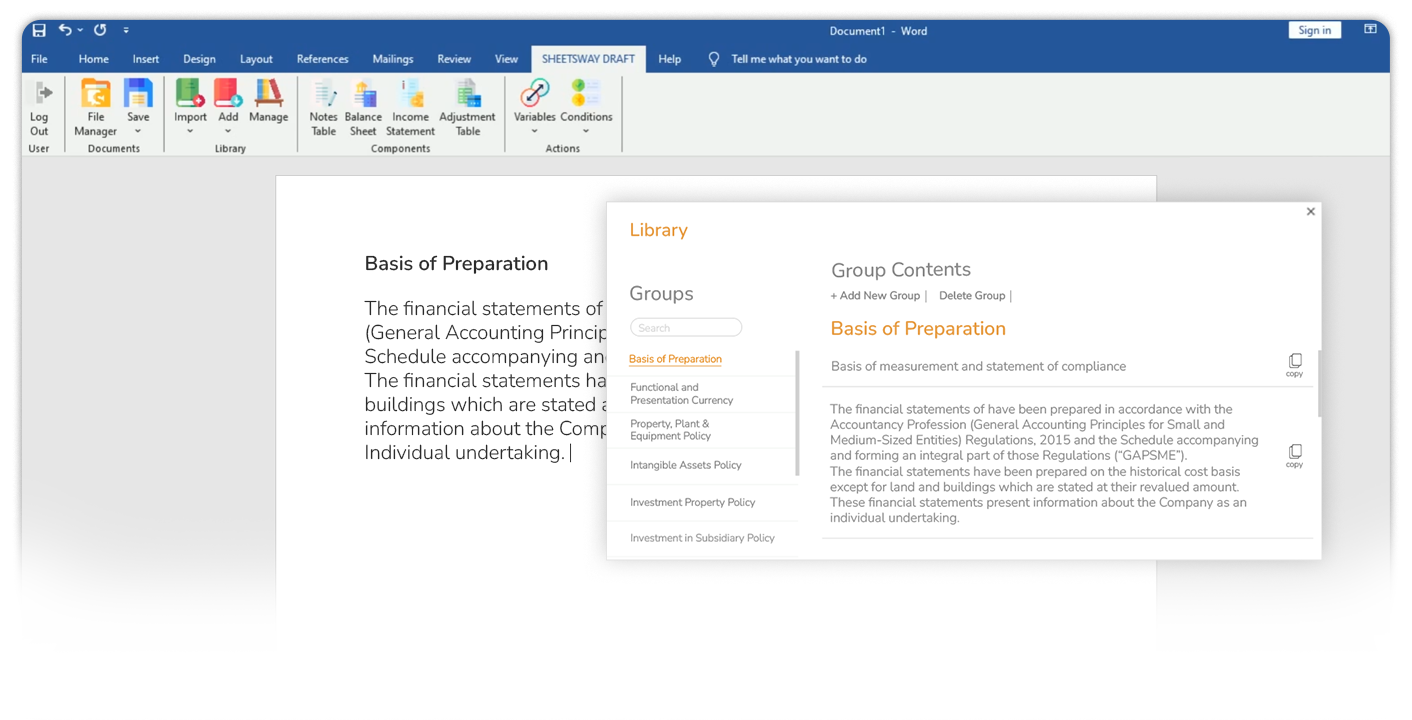 Document1 - Word
Sign in
File Home Insert Design Layout References Mailings Review View SHEETSWAY DRAFT Help Tell me what you want to do
Log Out
File Manager
Save
Import
Add
Manage
Notes Table
Balance Sheet
Income Statement
Adjustment Table
Variables
Conditions
User
Documents
Library
Components
Actions
Basis of Preparation
The financial statements of
(General Accounting Princip
Schedule accompanying an
The financial statements ha
buildings which are stated a
information about the Comp
Individual undertaking.
Library
Groups
Search
Basis of Preparation
Functional and
Presentation Currency
Property, Plant &
Equipment Policy
Intangible Assets Policy
Investment Property Policy
Investment in Subsidiary Policy
Group Contents
+ Add New Group | Delete Group |
Basis of Preparation
Basis of measurement and statement of compliance
copy
The financial statements of have been prepared in accordance with the
Accountancy Profession (General Accounting Principles for Small and
Medium-Sized Entities) Regulations, 2015 and the Schedule accompanying
and forming an integral part of those Regulations (“GAPSME”).
The financial statements have been prepared on the historical cost basis
except for land and buildings which are stated at their revalued amount.
These financial statements present information about the Company as an
individual undertaking.
copy